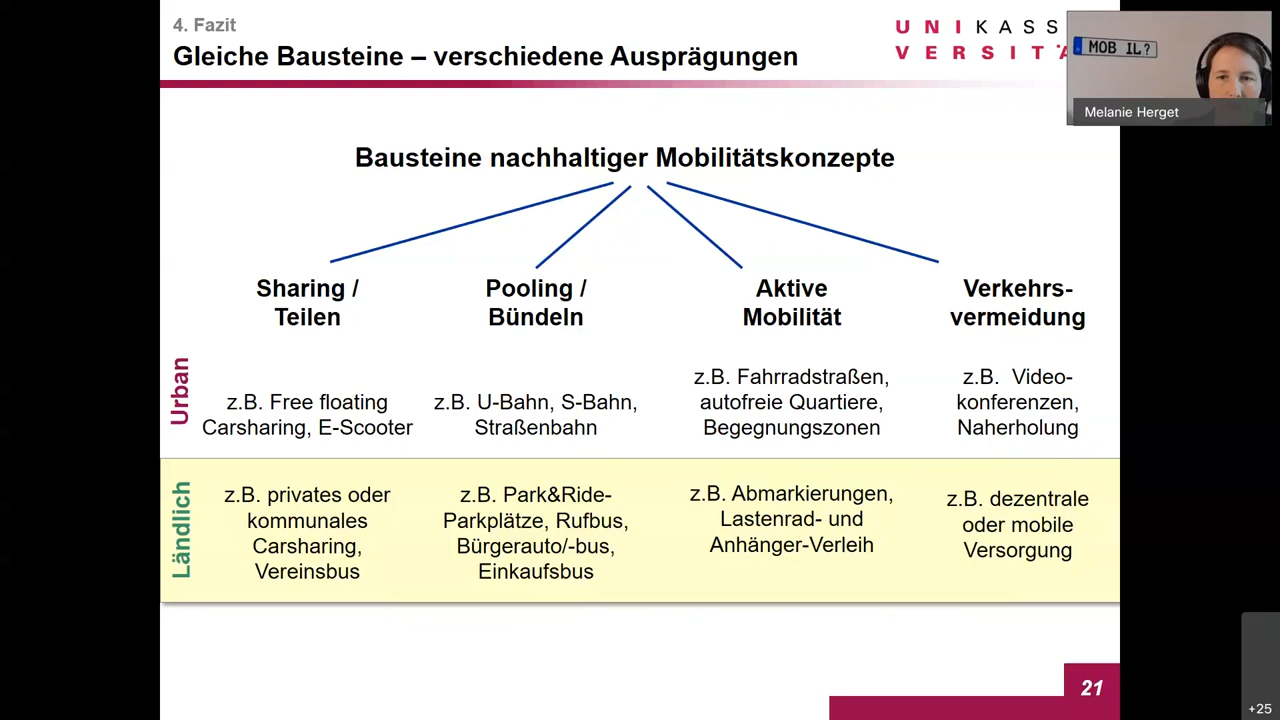 4. Fazit
Gleiche Bausteine – verschiedene Ausprägungen
UNIKASS
VERSITÄ
MOB IL?
Melanie Herget
Bausteine nachhaltiger Mobilitätskonzepte
Sharing /
Teilen
Pooling /
Bündeln
Aktive
Mobilität
Verkehrs-
vermeidung
Urban
z.B. Free floating
Carsharing, E-Scooter
z.B. U-Bahn, S-Bahn,
Straßenbahn
z.B. Fahrradstraßen,
autofreie Quartiere,
Begegnungszonen
z.B. Video-
konferenzen,
Naherholung
Ländlich
z.B. privates oder
kommunales
Carsharing,
Vereinsbus
z.B. Park&Ride-
Parkplätze, Rufbus,
Bürgerauto/-bus,
Einkaufsbus
z.B. Abmarkierungen,
Lastenrad- und
Anhänger-Verleih
z.B. dezentrale
oder mobile
Versorgung
21
+25